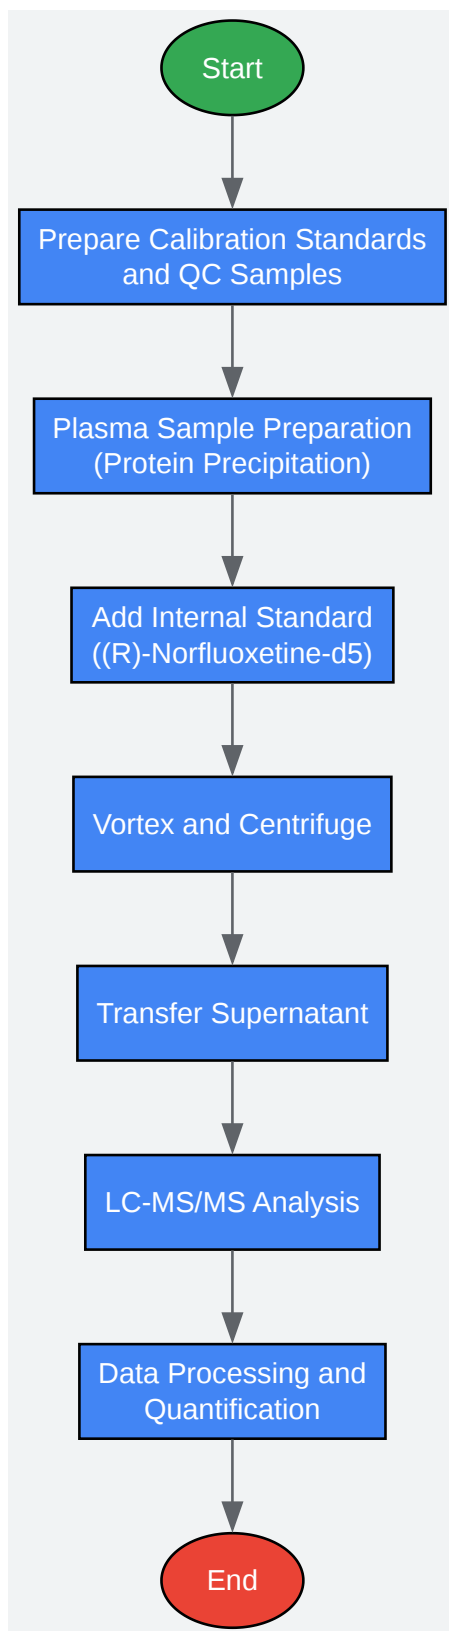 Start
Prepare Calibration Standards
and QC Samples
Plasma Sample Preparation
(Protein Precipitation)
Add Internal Standard
((R)-Norfluoxetine-d5)
Vortex and Centrifuge
Transfer Supernatant
LC-MS/MS Analysis
Data Processing and
Quantification
End